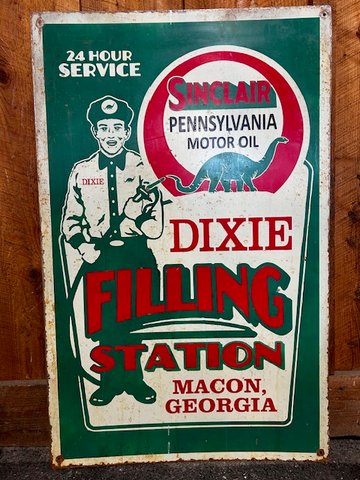 24 HOUR
SERVICE
SINCLAIR
PENNSYLVANIA
MOTOR OIL
DIXIE
DIXIE
FILLING
STATION
MACON,
GEORGIA